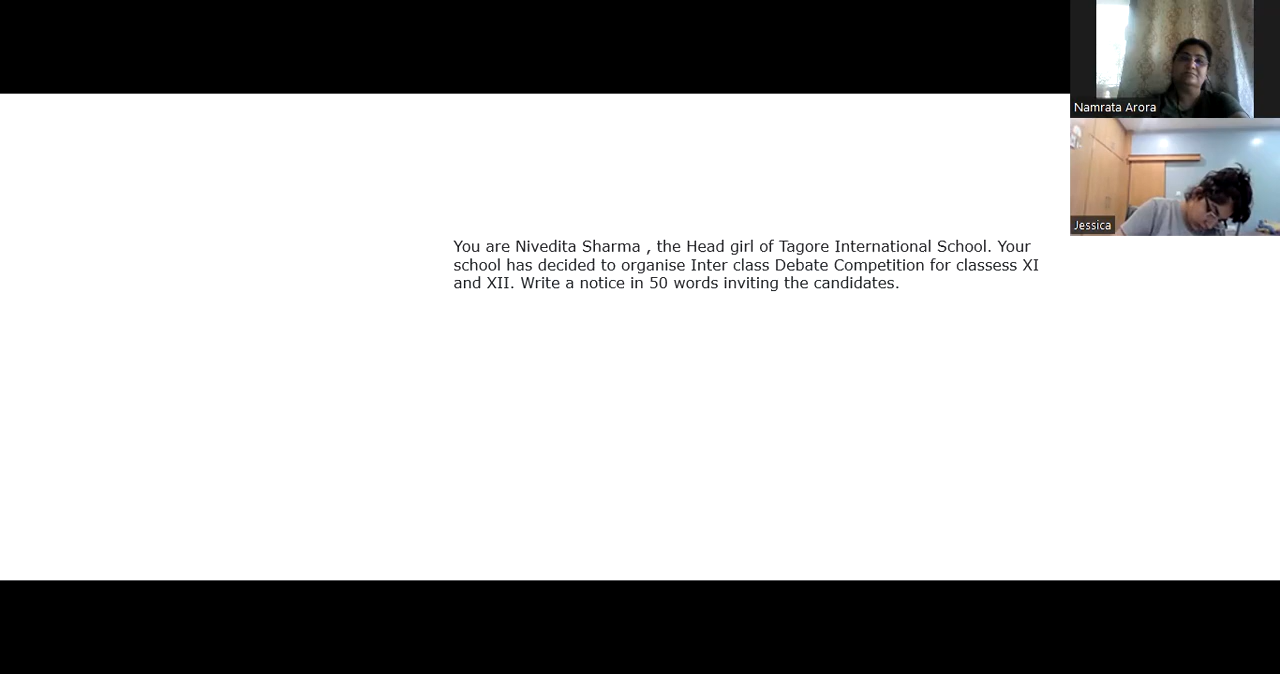 Namrata Arora
Jessica
You are Nivedita Sharma , the Head girl of Tagore International School. Your
school has decided to organise Inter class Debate Competition for classess XI
and XII. Write a notice in 50 words inviting the candidates.